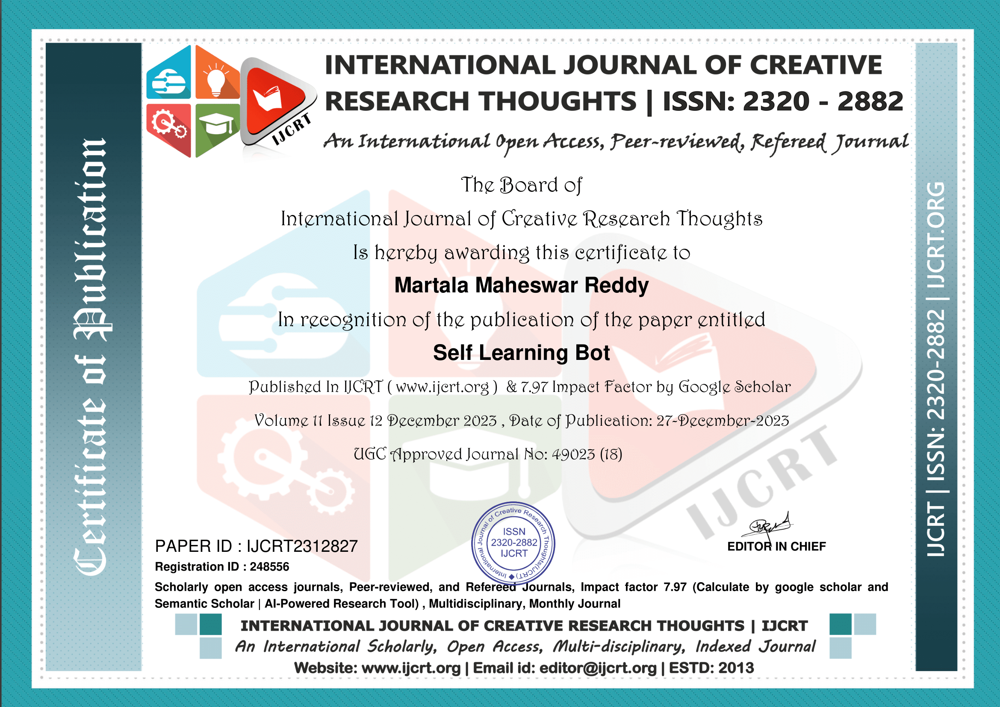 Certificate of Publication
IJCRT
INTERNATIONAL JOURNAL OF CREATIVE
RESEARCH THOUGHTS | ISSN: 2320 - 2882
An International Open Access, Peer-reviewed, Refereed Journal
The Board of
International Journal of Creative Research Thoughts
Is hereby awarding this certificate to
Martala Maheswar Reddy
In recognition of the publication of the paper entitled
Self Learning Bot
Published In IJCRT ( www.ijcrt.org ) & 7.97 Impact Factor by Google Scholar
Volume 11 Issue 12 December 2023 , Date of Publication: 27-December-2023
UGC Approved Journal No: 49023 (18)
IJCRT
PAPER ID : IJCRT2312827
Registration ID : 248556
International Journal of Creative Research Thoughts(IJCRT)
ISSN
2320-2882
IJCRT
EDITOR IN CHIEF
Scholarly open access journals, Peer-reviewed, and Refereed Journals, Impact factor 7.97 (Calculate by google scholar and
Semantic Scholar | AI-Powered Research Tool) , Multidisciplinary, Monthly Journal
INTERNATIONAL JOURNAL OF CREATIVE RESEARCH THOUGHTS | IJCRT
An International Scholarly, Open Access, Multi-disciplinary, Indexed Journal
Website: www.ijcrt.org | Email id: editor@ijcrt.org | ESTD: 2013
IJCRT | ISSN: 2320-2882 | IJCRT.ORG